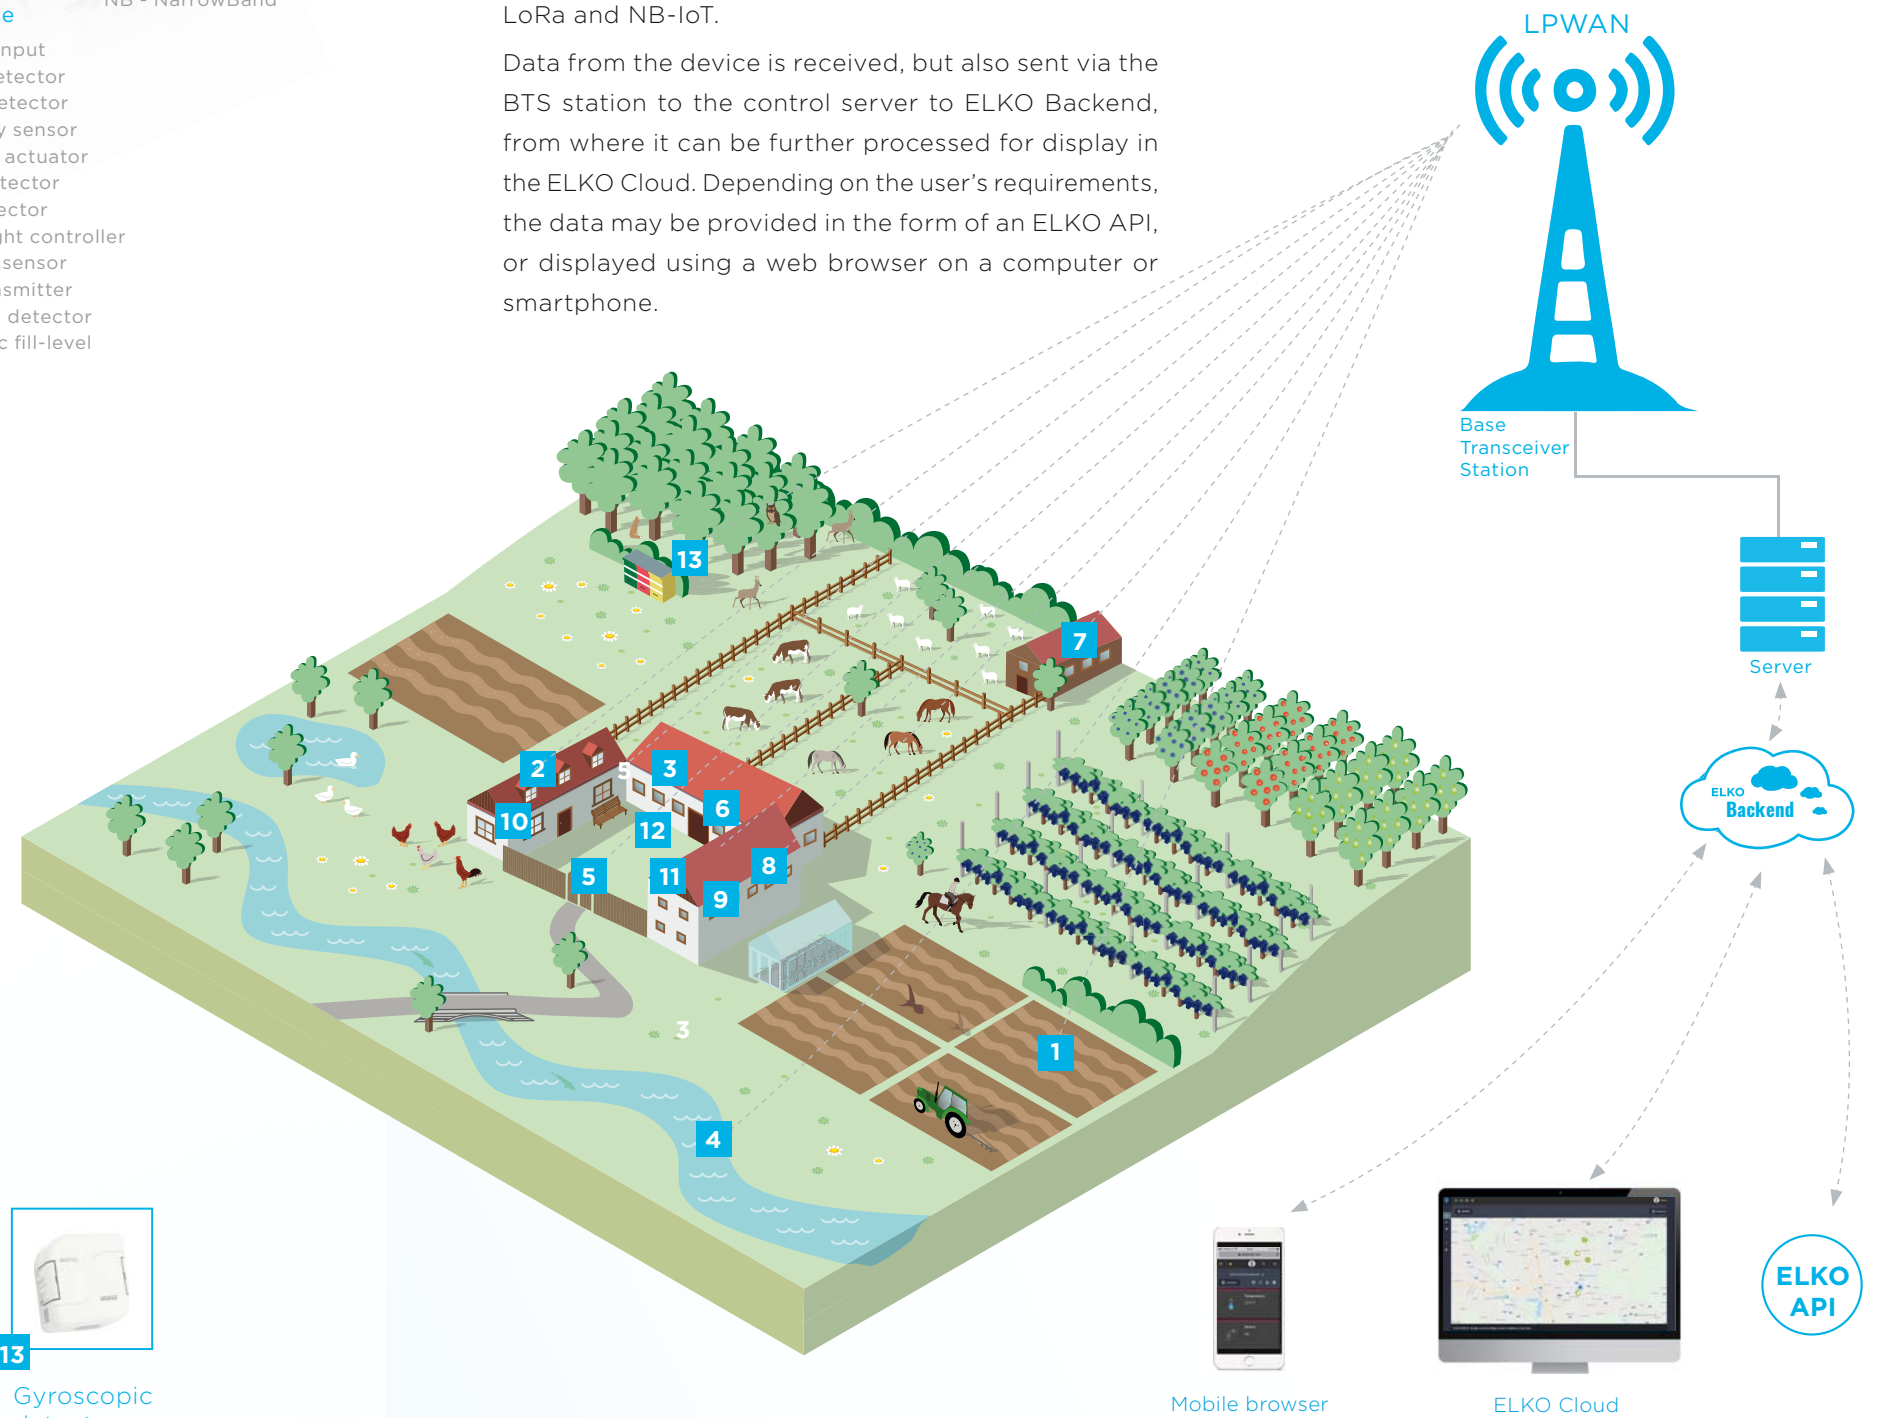 NB - NarrowBand
e
nput
etector
etector
y sensor
actuator
tector
ector
ght controller
sensor
nsmitter
detector
c fill-level
LoRa and NB-IoT.
Data from the device is received, but also sent via the
BTS station to the control server to ELKO Backend,
from where it can be further processed for display in
the ELKO Cloud. Depending on the user's requirements,
the data may be provided in the form of an ELKO API,
or displayed using a web browser on a computer or
smartphone.
LPWAN
Base
Transceiver
Station
Server
ELKO
Backend
13
7
2
5
3
6
10
12
5
11
8
9
3
1
4
13
Gyroscopic
Mobile browser
ELKO Cloud
ELKO
API